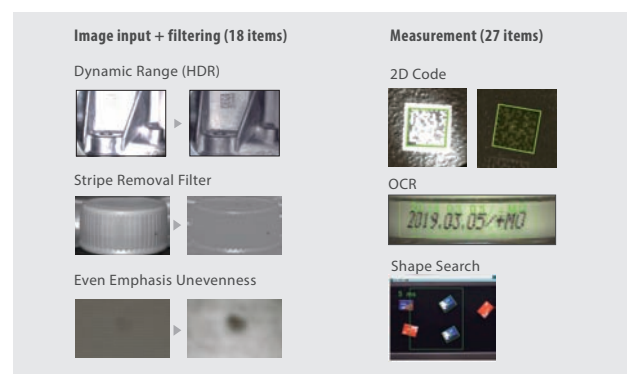 Image input + filtering (18 items)
Dynamic Range (HDR)
Stripe Removal Filter
Even Emphasis Unevenness
Measurement (27 items)
2D Code
OCR
2019.03.05/+MO
Shape Search